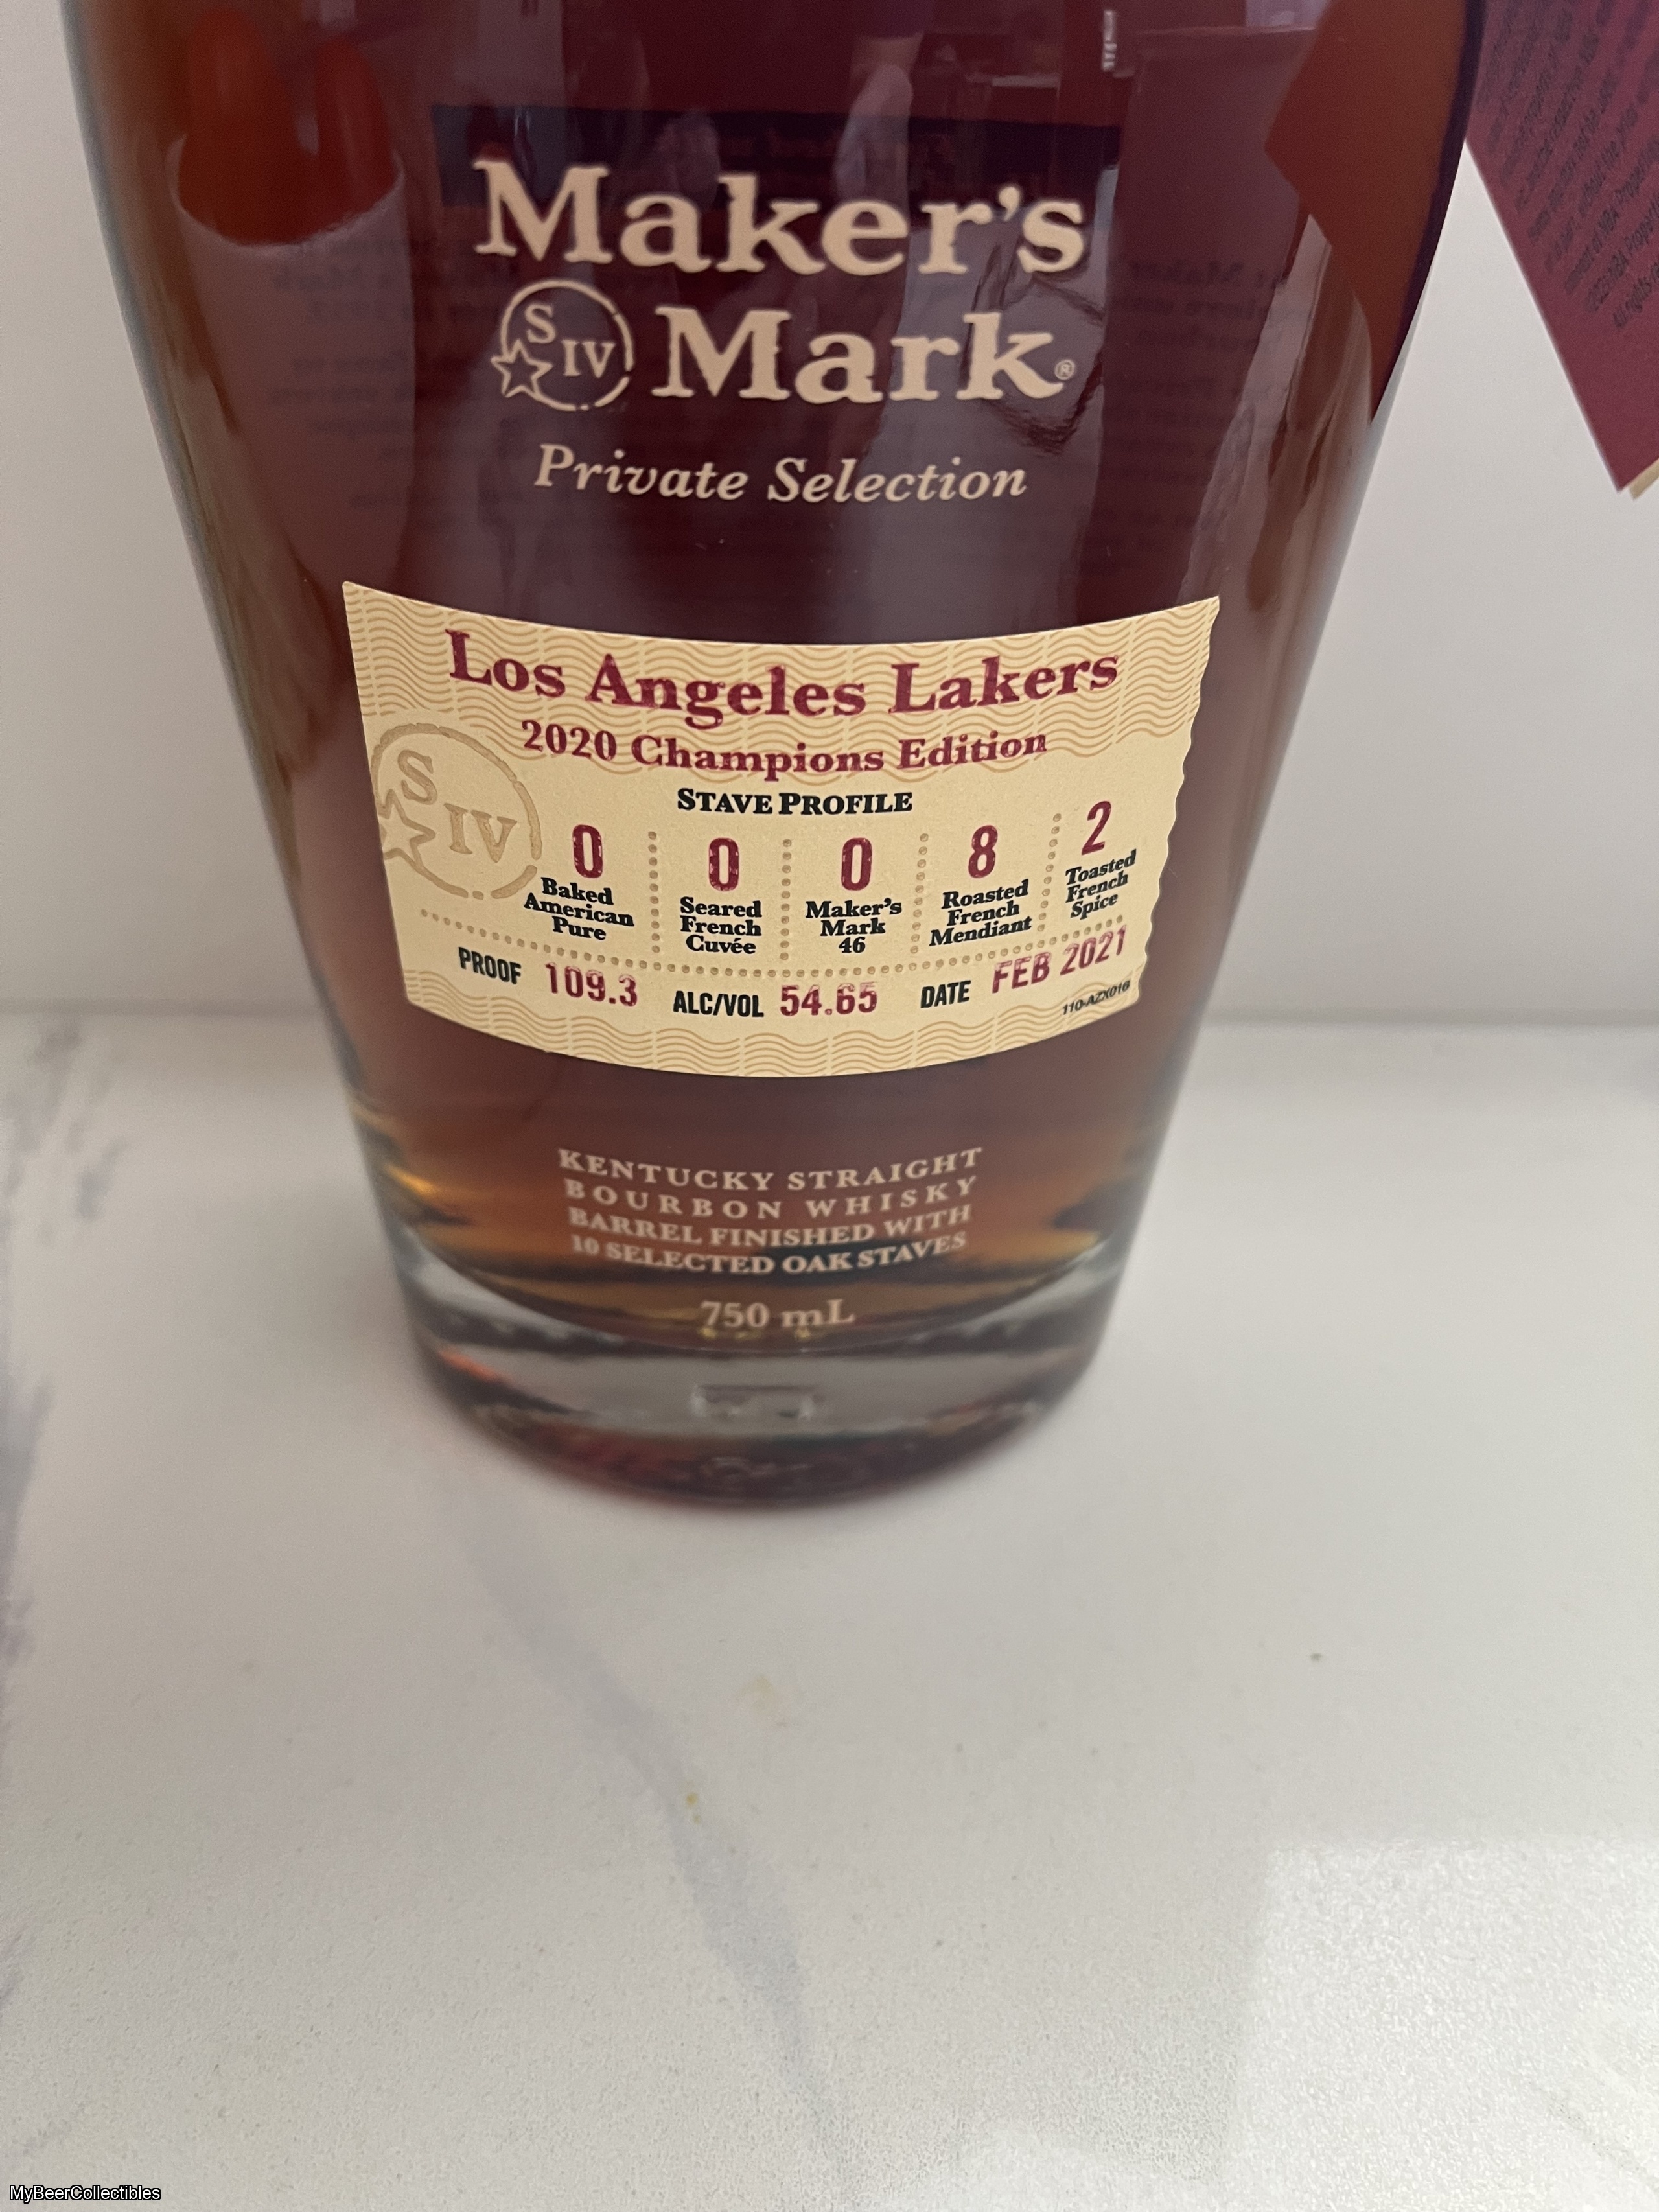 Maker's
S IV Mark®
Private Selection
Los Angeles Lakers
2020 Champions Edition
S IV
STAVE PROFILE
0 0 0 8 2
Baked American Pure
Seared French Cuvée
Maker's Mark 46
Roasted French Mendiant
Toasted French Spice
PROOF 109.3 ALC/VOL 54.65 DATE FEB 2021
110-AZX016
KENTUCKY STRAIGHT
BOURBON WHISKY
BARREL FINISHED WITH
10 SELECTED OAK STAVES
750 mL
MyBeerCollectibles